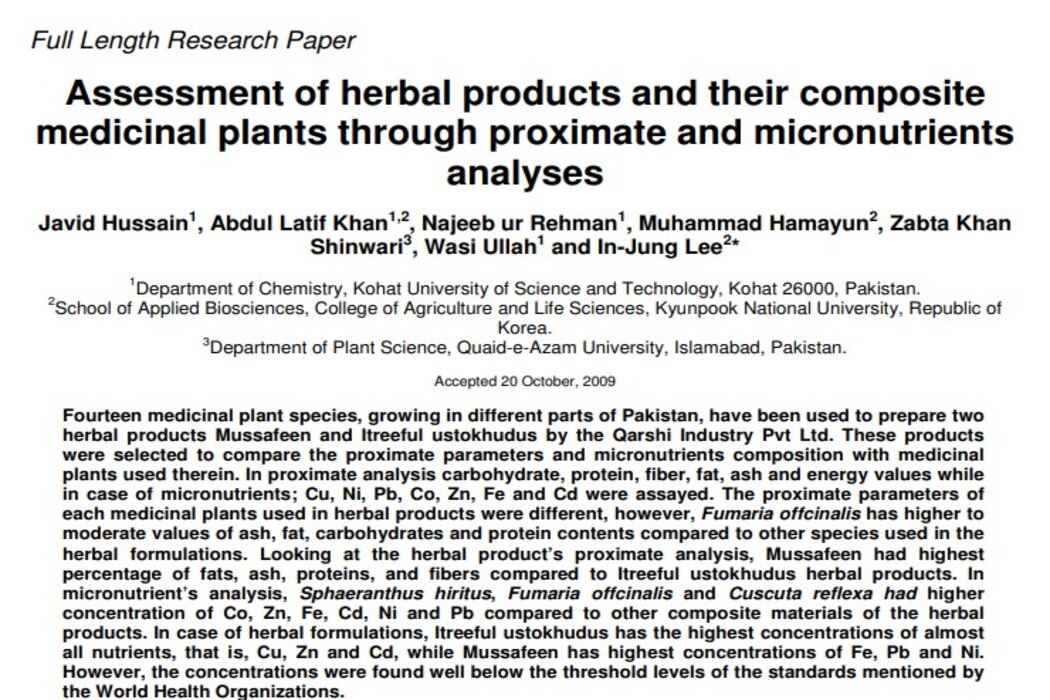 Full Length Research Paper
Assessment of herbal products and their composite
medicinal plants through proximate and micronutrients
analyses
Javid Hussain1, Abdul Latif Khan1,2, Najeeb ur Rehman1, Muhammad Hamayun2, Zabta Khan
Shinwari3, Wasi Ullah1 and In-Jung Lee2*
1Department of Chemistry, Kohat University of Science and Technology, Kohat 26000, Pakistan.
2School of Applied Biosciences, College of Agriculture and Life Sciences, Kyunpook National University, Republic of
Korea.
3Department of Plant Science, Quaid-e-Azam University, Islamabad, Pakistan.
Accepted 20 October, 2009
Fourteen medicinal plant species, growing in different parts of Pakistan, have been used to prepare two
herbal products Mussafeen and Itreeful ustokhudus by the Qarshi Industry Pvt Ltd. These products
were selected to compare the proximate parameters and micronutrients composition with medicinal
plants used therein. In proximate analysis carbohydrate, protein, fiber, fat, ash and energy values while
in case of micronutrients; Cu, Ni, Pb, Co, Zn, Fe and Cd were assayed. The proximate parameters of
each medicinal plants used in herbal products were different, however, Fumaria offcinalis has higher to
moderate values of ash, fat, carbohydrates and protein contents compared to other species used in the
herbal formulations. Looking at the herbal product's proximate analysis, Mussafeen had highest
percentage of fats, ash, proteins, and fibers compared to Itreeful ustokhudus herbal products. In
micronutrient's analysis, Sphaeranthus hiritus, Fumaria offcinalis and Cuscuta reflexa had higher
concentration of Co, Zn, Fe, Cd, Ni and Pb compared to other composite materials of the herbal
products. In case of herbal formulations, Itreeful ustokhudus has the highest concentrations of almost
all nutrients, that is, Cu, Zn and Cd, while Mussafeen has highest concentrations of Fe, Pb and Ni.
However, the concentrations were found well below the threshold levels of the standards mentioned by
the World Health Organizations.